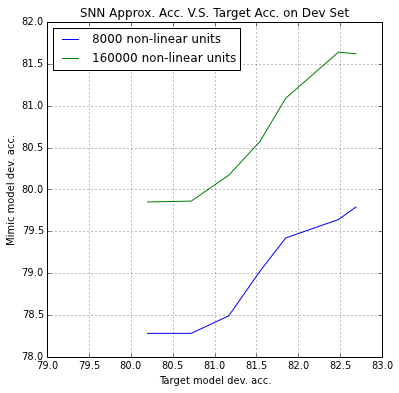 SNN Approx. Acc. V.S. Target Acc. on Dev Set
8000 non-linear units
160000 non-linear units
82.0
81.5
81.0
80.5
80.0
79.5
79.0
78.5
78.0
Mimic model dev. acc.
79.0 79.5 80.0 80.5 81.0 81.5 82.0 82.5 83.0
Target model dev. acc.